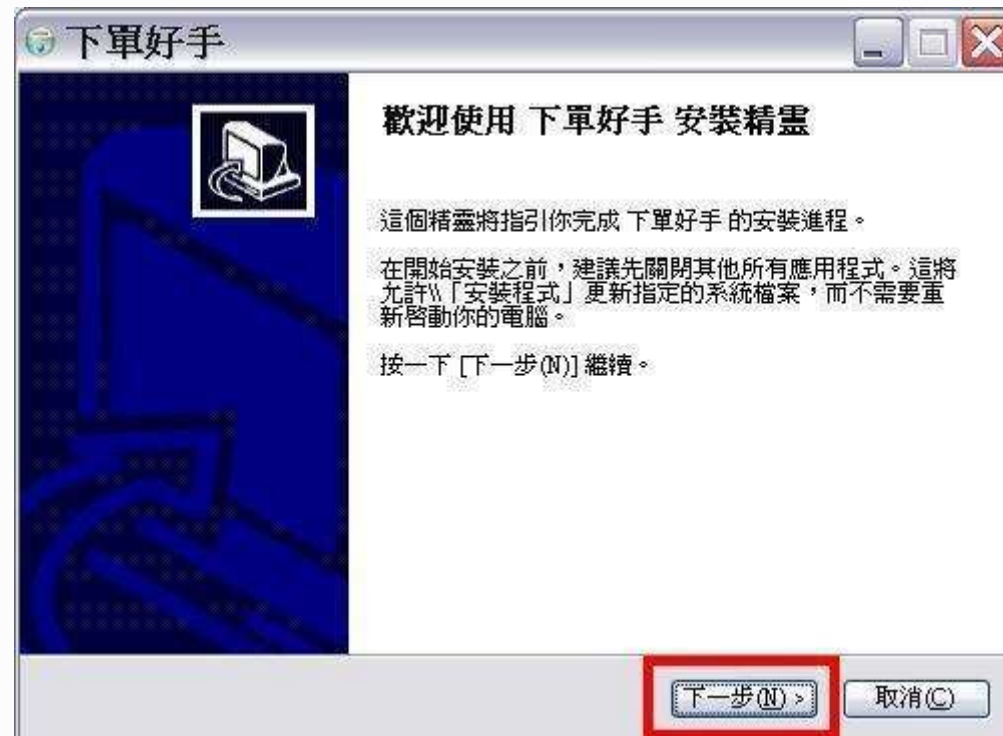 下單好手
歡迎使用 下單好手 安裝精靈
這個精靈將指引你完成 下單好手 的安裝進程。
在開始安裝之前，建議先關閉其他所有應用程式。這將
允許\\「安裝程式」更新指定的系統檔案，而不需要重
新啓動你的電腦。
按一下 [下一步(N)] 繼續。
下一步(N) >
取消(C)